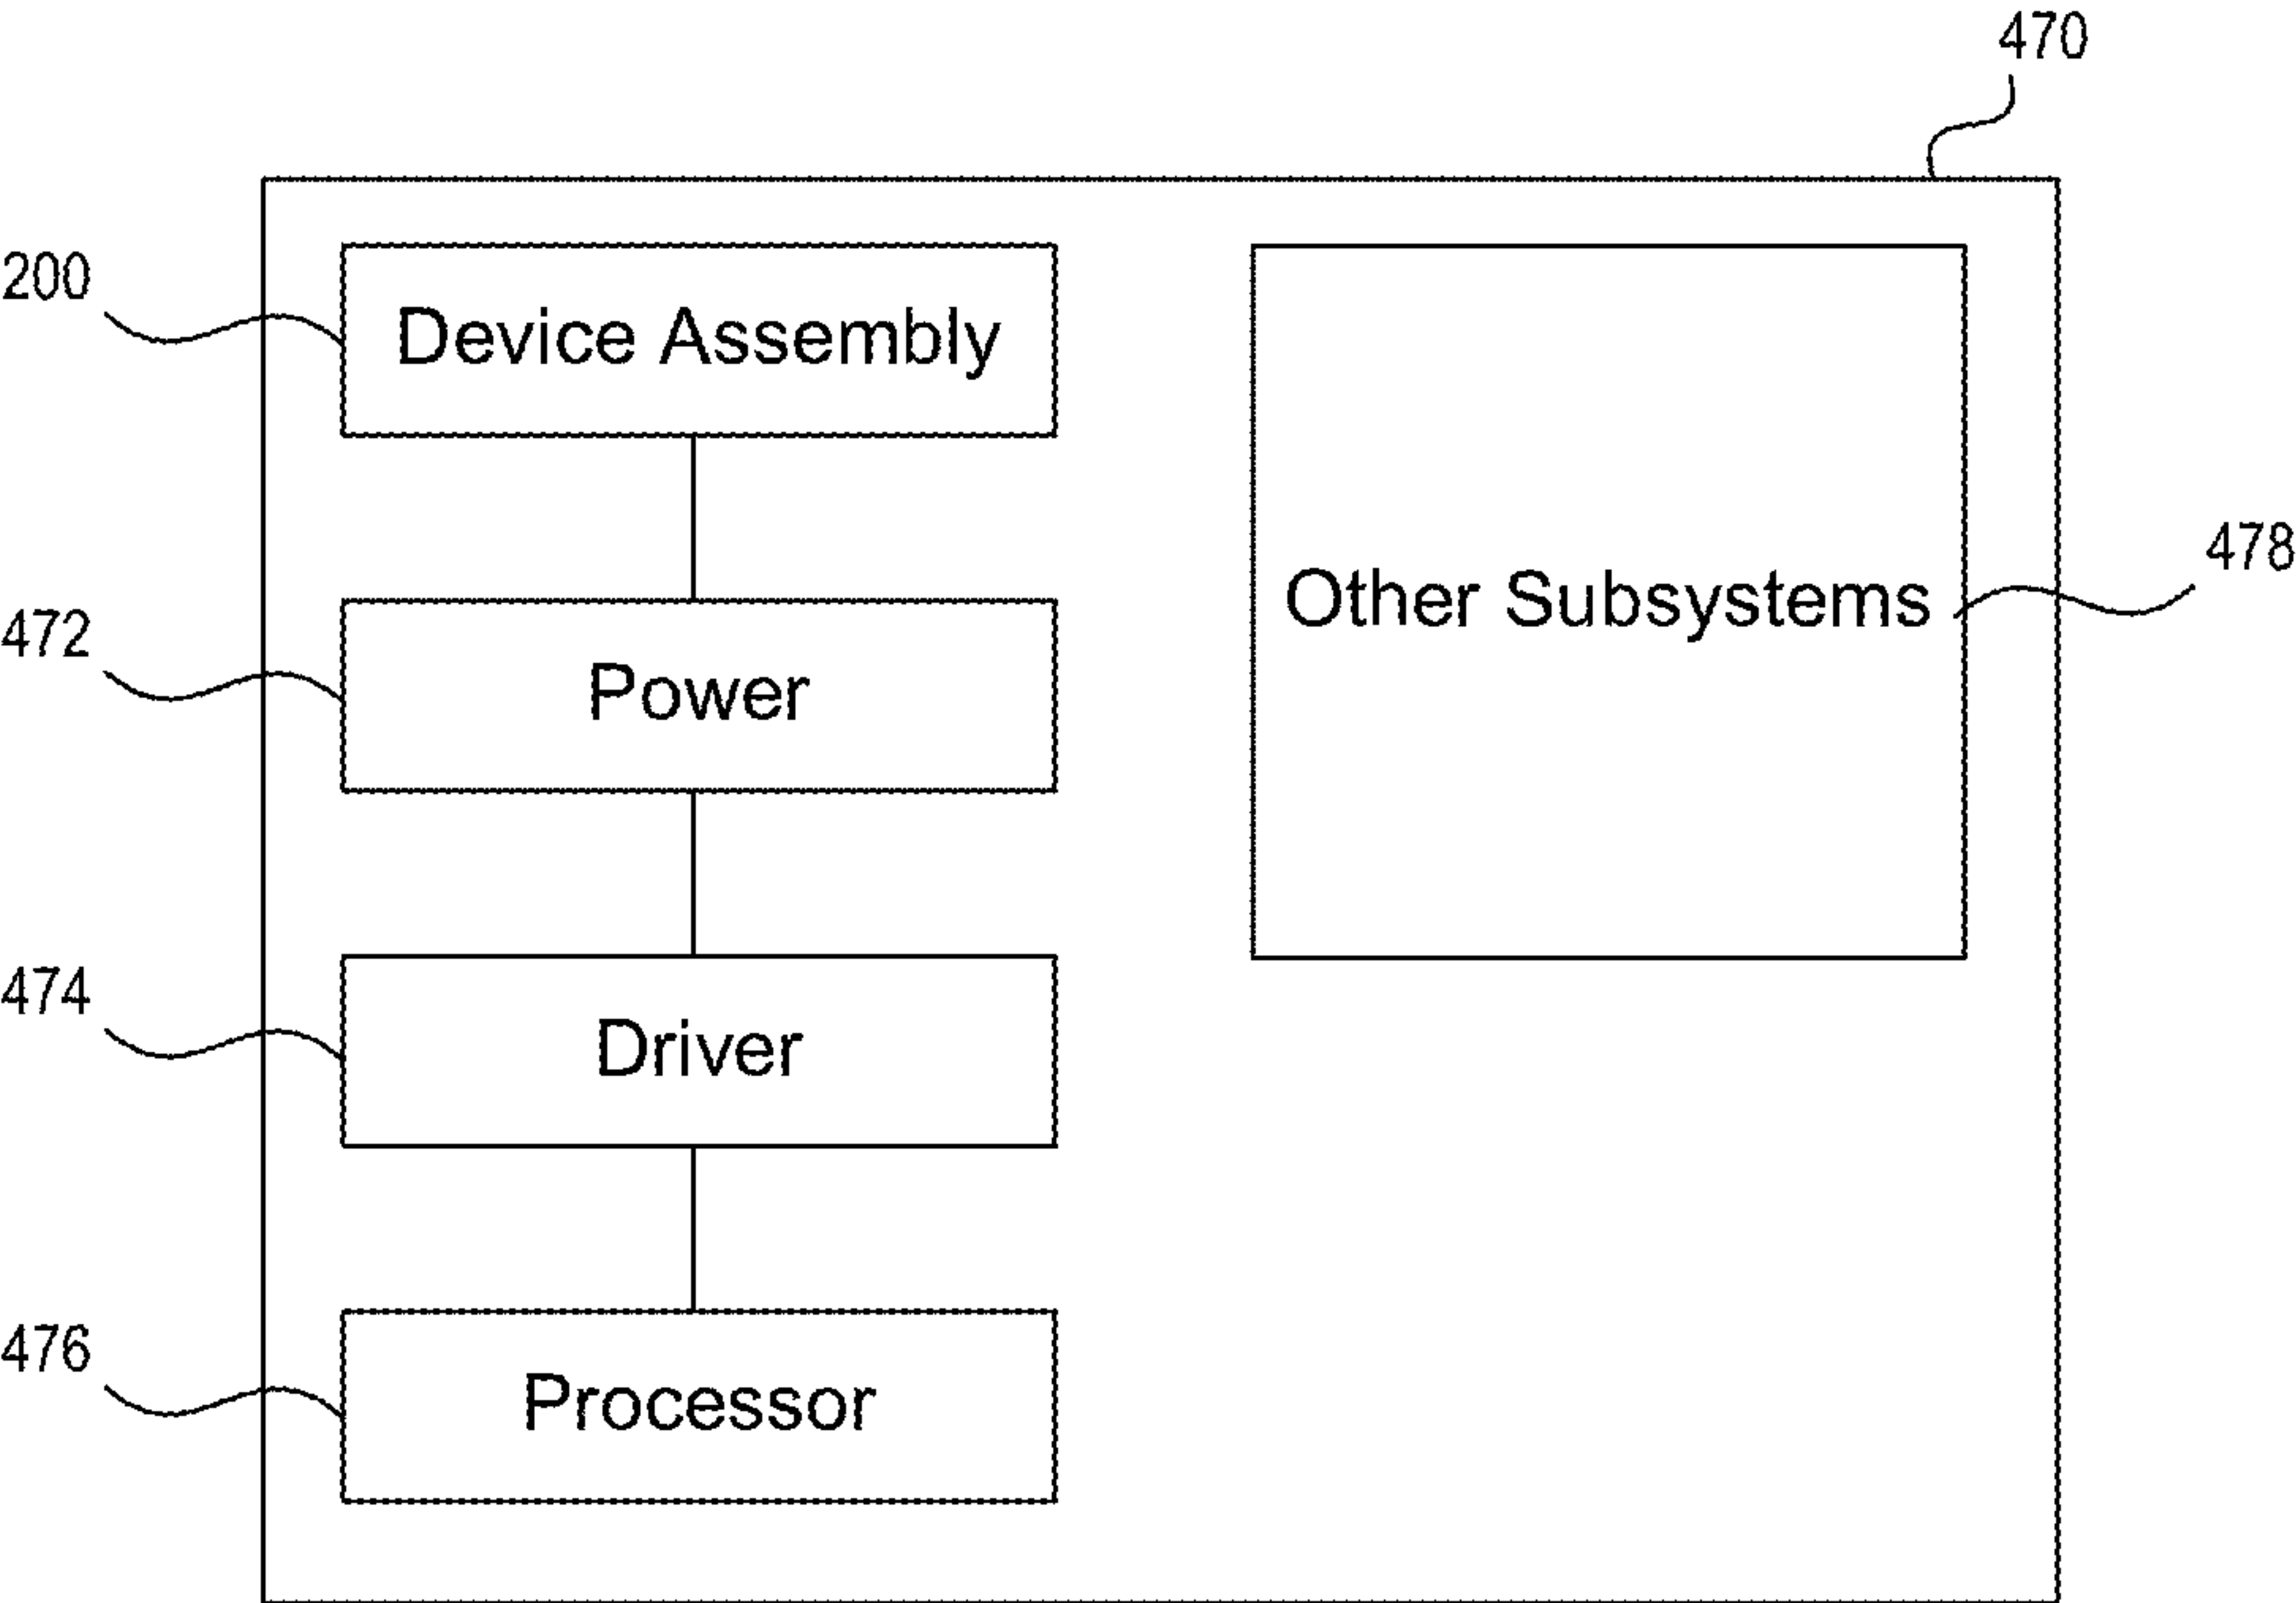 470
200
Device Assembly
478
Other Subsystems
472
Power
474
Driver
476
Processor